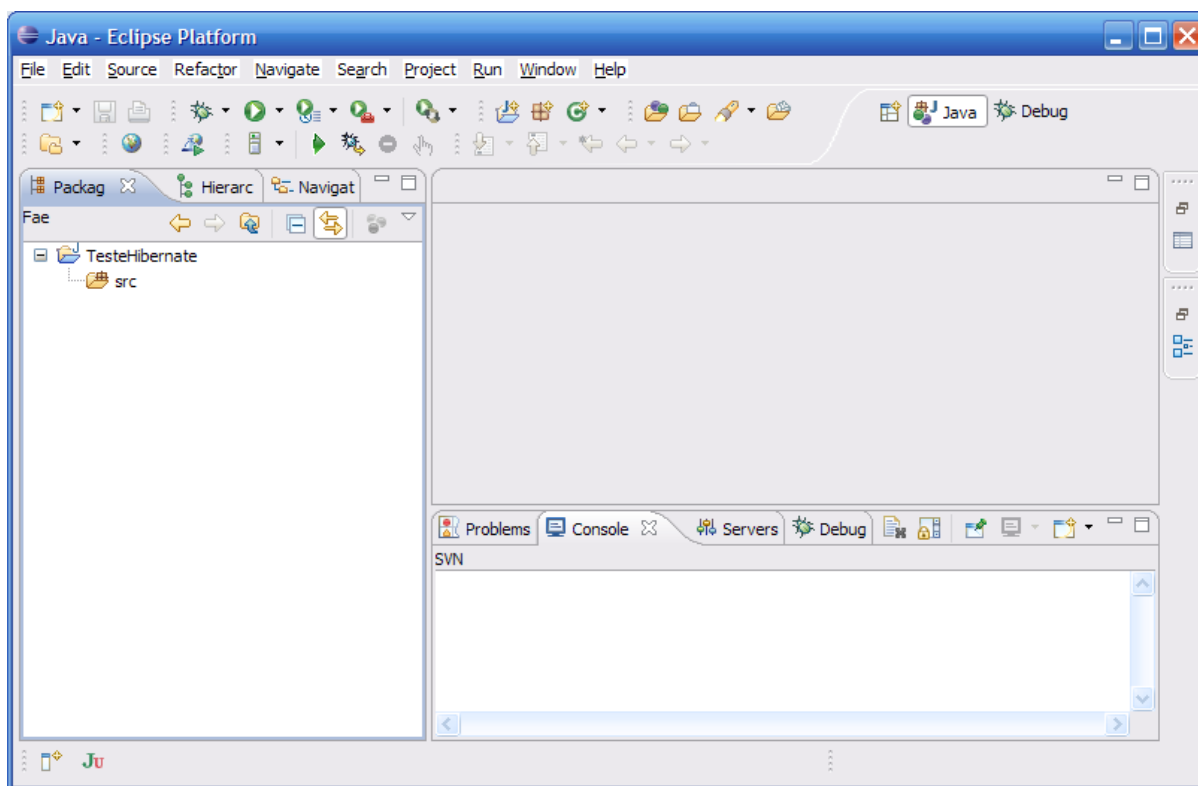 Java - Eclipse Platform
File Edit Source Refactor Navigate Search Project Run Window Help
Java Debug
Packag Hierarc Navigat
Fae
TesteHibernate
src
Problems Console Servers Debug
SVN
Ju